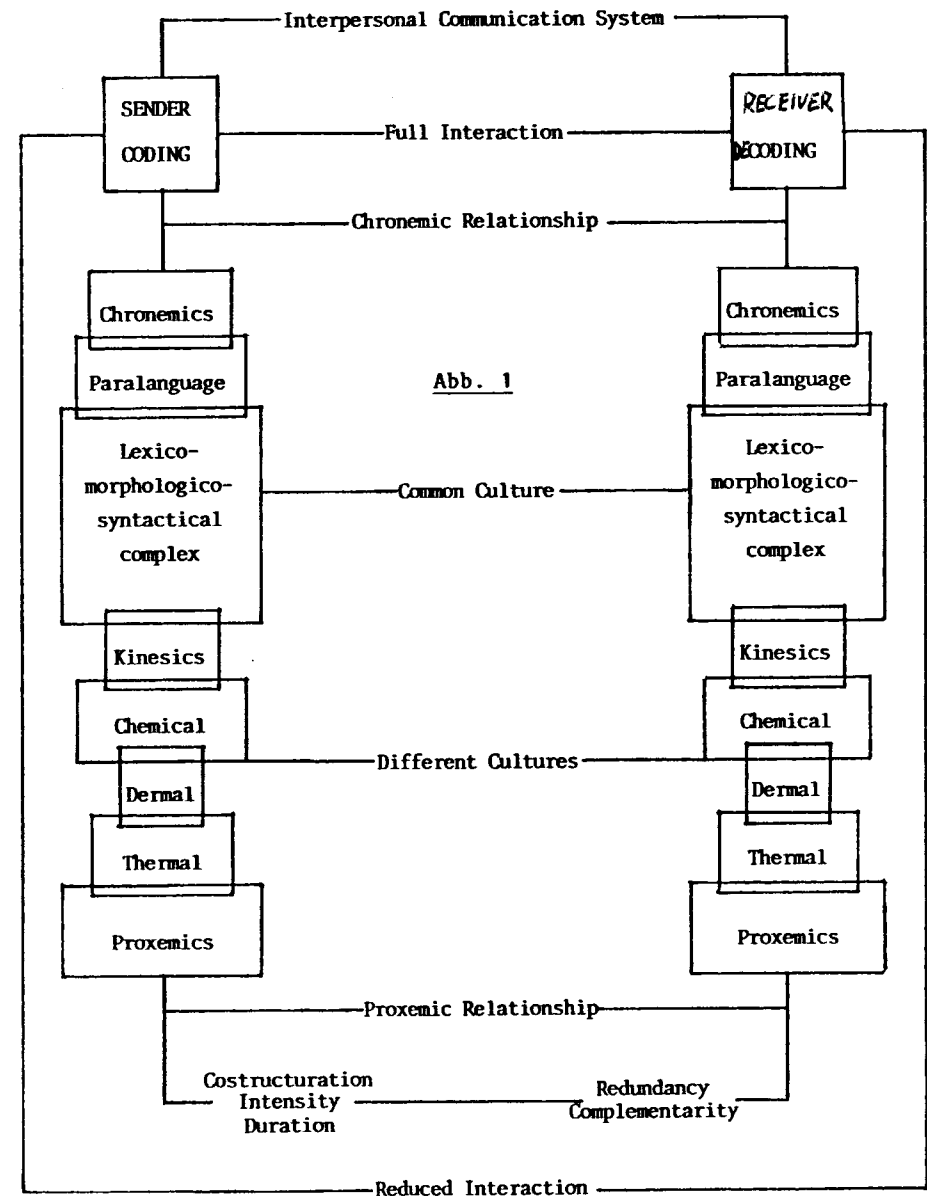 Interpersonal Communication System
SENDER
CODING
Full Interaction
RECEIVER
DECODING
Chronemic Relationship
Chronemics
Chronemics
Paralanguage
Abb. 1
Paralanguage
Lexico-
morphologico-
syntactical
complex
Common Culture
Lexico-
morphologico-
syntactical
complex
Kinesics
Kinesics
Chemical
Chemical
Different Cultures
Dermal
Dermal
Thermal
Thermal
Proxemics
Proxemics
Proxemic Relationship
Costructuration
Intensity
Duration
Redundancy
Complementarity
Reduced Interaction